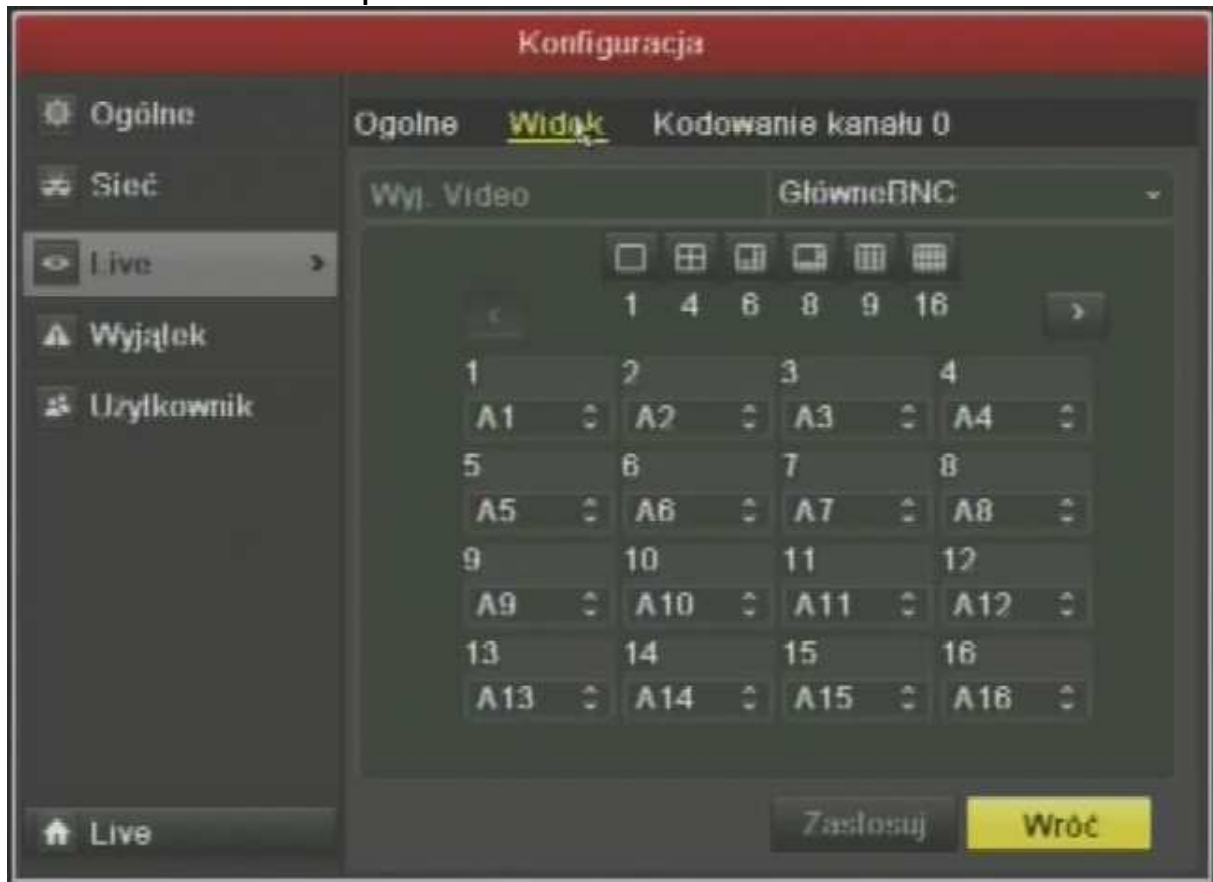 Konfiguracja
Ogólne
Sieć
Live
Wyjątek
Użytkownik
Live
Ogolne Widok Kodowanie kanału 0
Wyj. Video GłówneBNC
1 4 6 8 9 16
1 2 3 4
A1 A2 A3 A4
5 6 7 8
A5 A6 A7 A8
9 10 11 12
A9 A10 A11 A12
13 14 15 16
A13 A14 A15 A16
Zastosuj Wróć